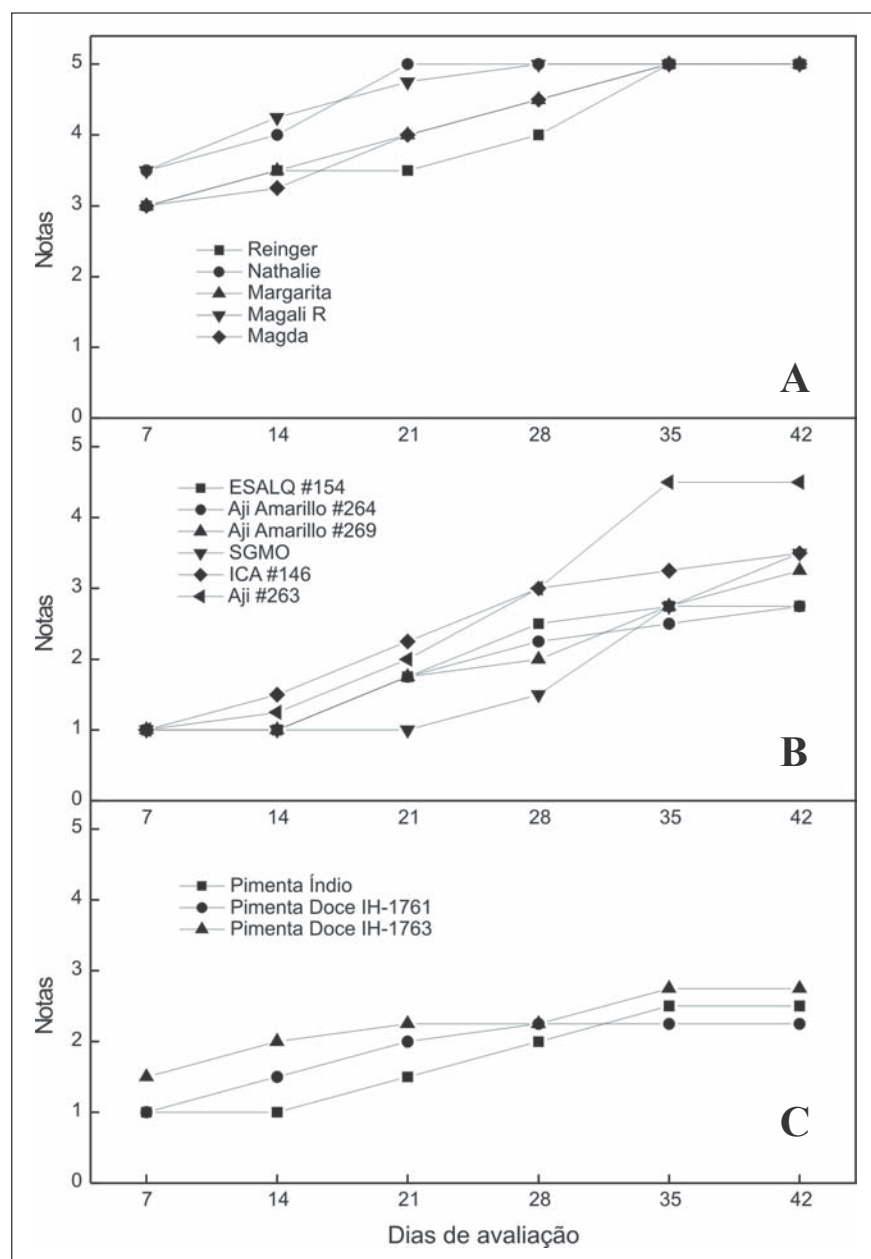 5
4
Notas
3
2
1
0
Reinger
Nathalie
Margarita
Magali R
Magda
A
7 14 21 28 35 42
5
4
Notas
3
2
1
0
ESALQ #154
Aji Amarillo #264
Aji Amarillo #269
SGMO
ICA #146
Aji #263
B
7 14 21 28 35 42
5
4
Notas
3
2
1
0
Pimenta Índio
Pimenta Doce IH-1761
Pimenta Doce IH-1763
C
7 14 21 28 35 42
Dias de avaliação